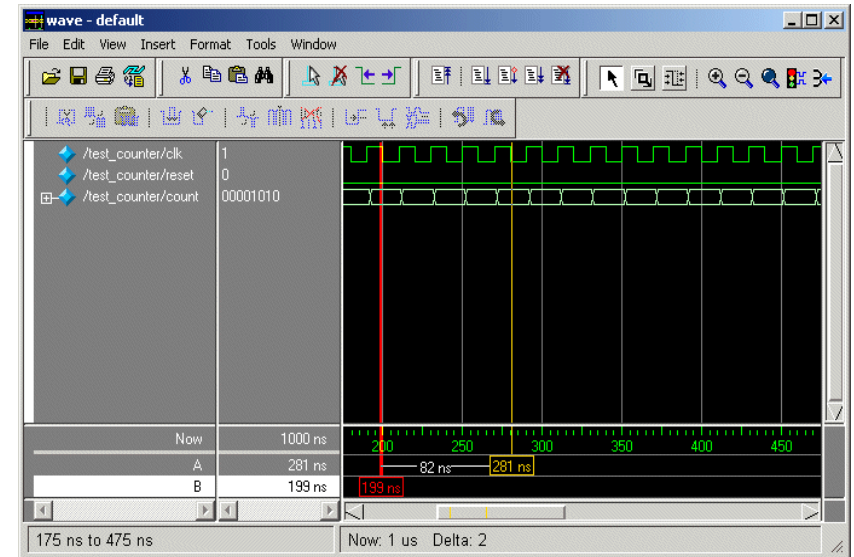 wave - default
File Edit View Insert Format Tools Window
/test_counter/clk 1
/test_counter/reset 0
/test_counter/count 00001010
Now 1000 ns 200 250 300 350 400 450
A 281 ns 82 ns 281 ns
B 199 ns 199 ns
175 ns to 475 ns Now: 1 us Delta: 2